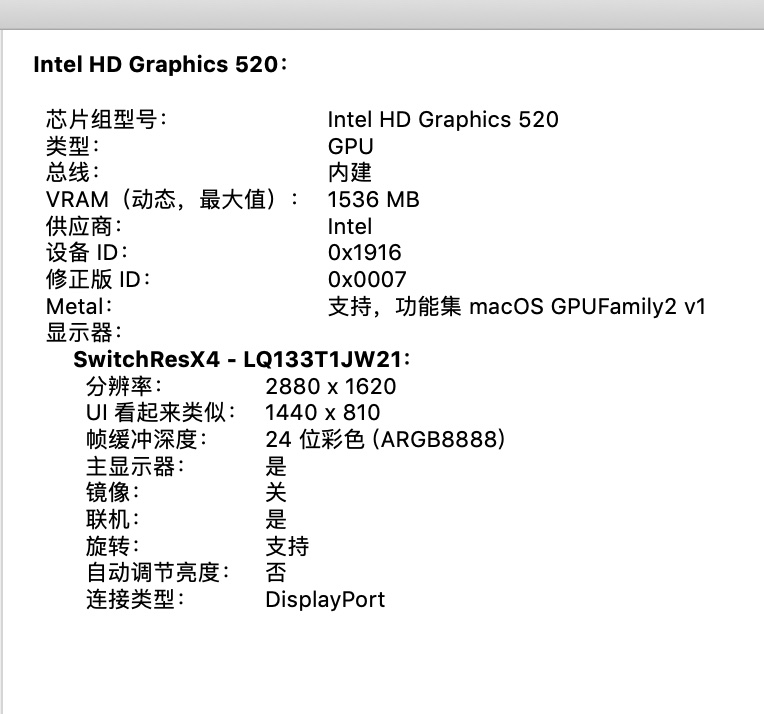 Intel HD Graphics 520：
芯片组型号： Intel HD Graphics 520
类型： GPU
总线： 内建
VRAM（动态，最大值）： 1536 MB
供应商： Intel
设备 ID： 0x1916
修正版 ID： 0x0007
Metal： 支持，功能集 macOS GPUFamily2 v1
显示器：
SwitchResX4 - LQ133T1JW21：
分辨率： 2880 x 1620
UI 看起来类似： 1440 x 810
帧缓冲深度： 24 位彩色 (ARGB8888)
主显示器： 是
镜像： 关
联机： 是
旋转： 支持
自动调节亮度： 否
连接类型： DisplayPort